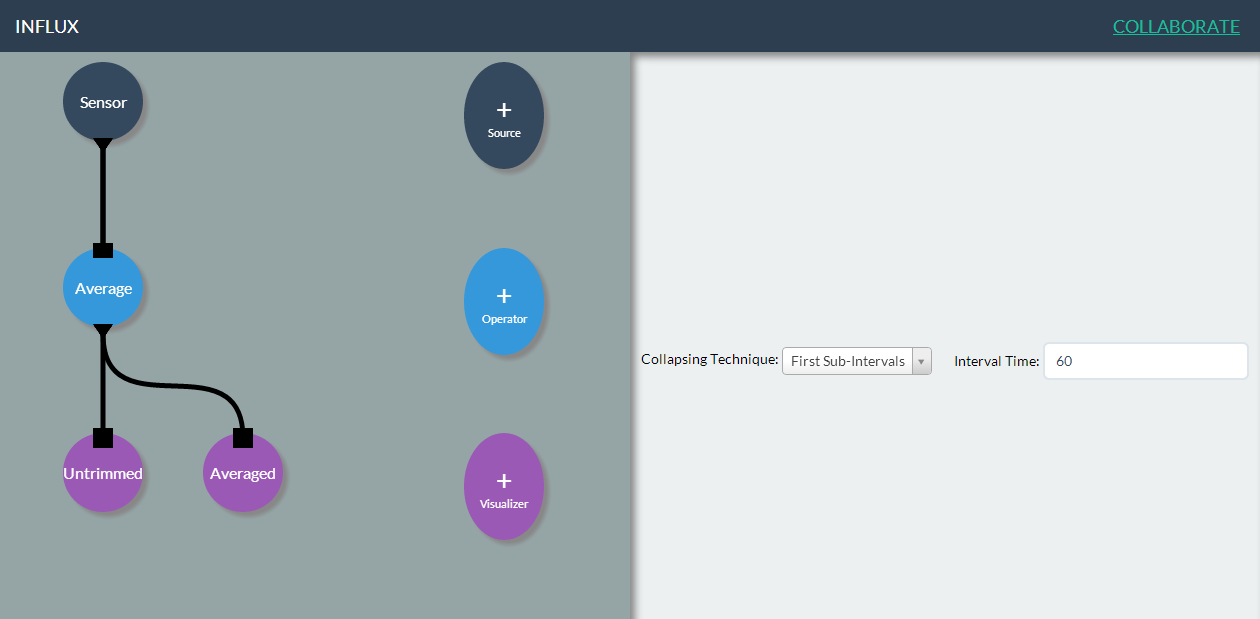 INFLUX
COLLABORATE
Sensor
+
Source
Average
+
Operator
Collapsing Technique: First Sub-Intervals
Interval Time: 60
Untrimmed
Averaged
+
Visualizer